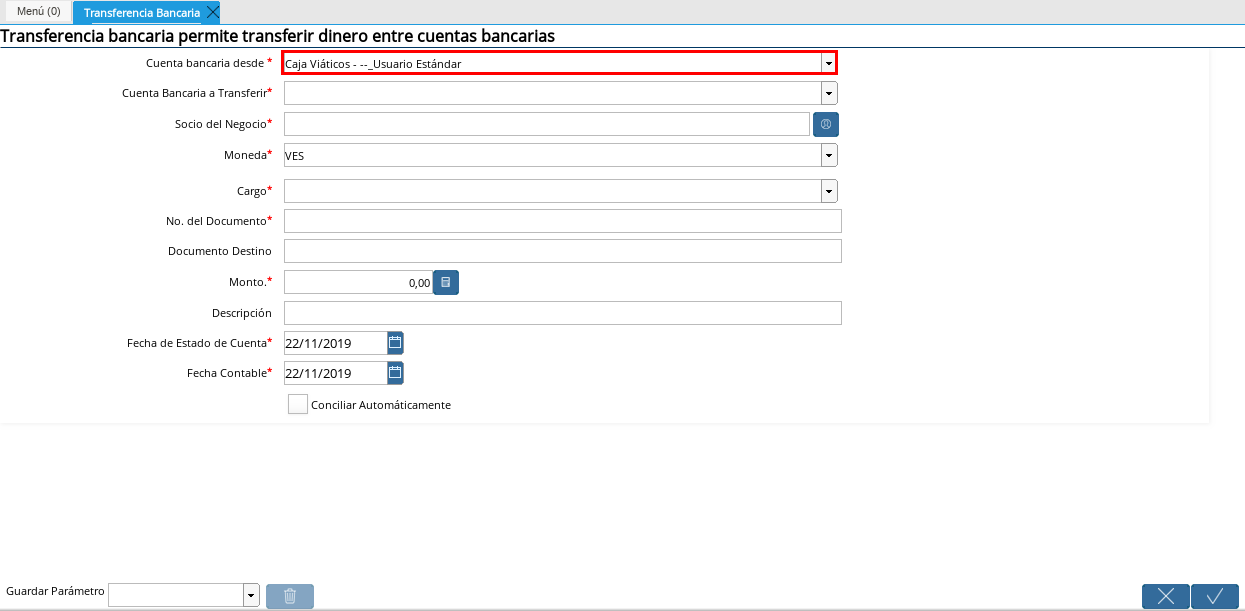 Menú (0)
Transferencia Bancaria
Transferencia bancaria permite transferir dinero entre cuentas bancarias
Cuenta bancaria desde * Caja Viáticos - --_Usuario Estándar
Cuenta Bancaria a Transferir*
Socio del Negocio*
Moneda* VES
Cargo*
No. del Documento*
Documento Destino
Monto.* 0,00
Descripción
Fecha de Estado de Cuenta* 22/11/2019
Fecha Contable* 22/11/2019
Conciliar Automáticamente
Guardar Parámetro